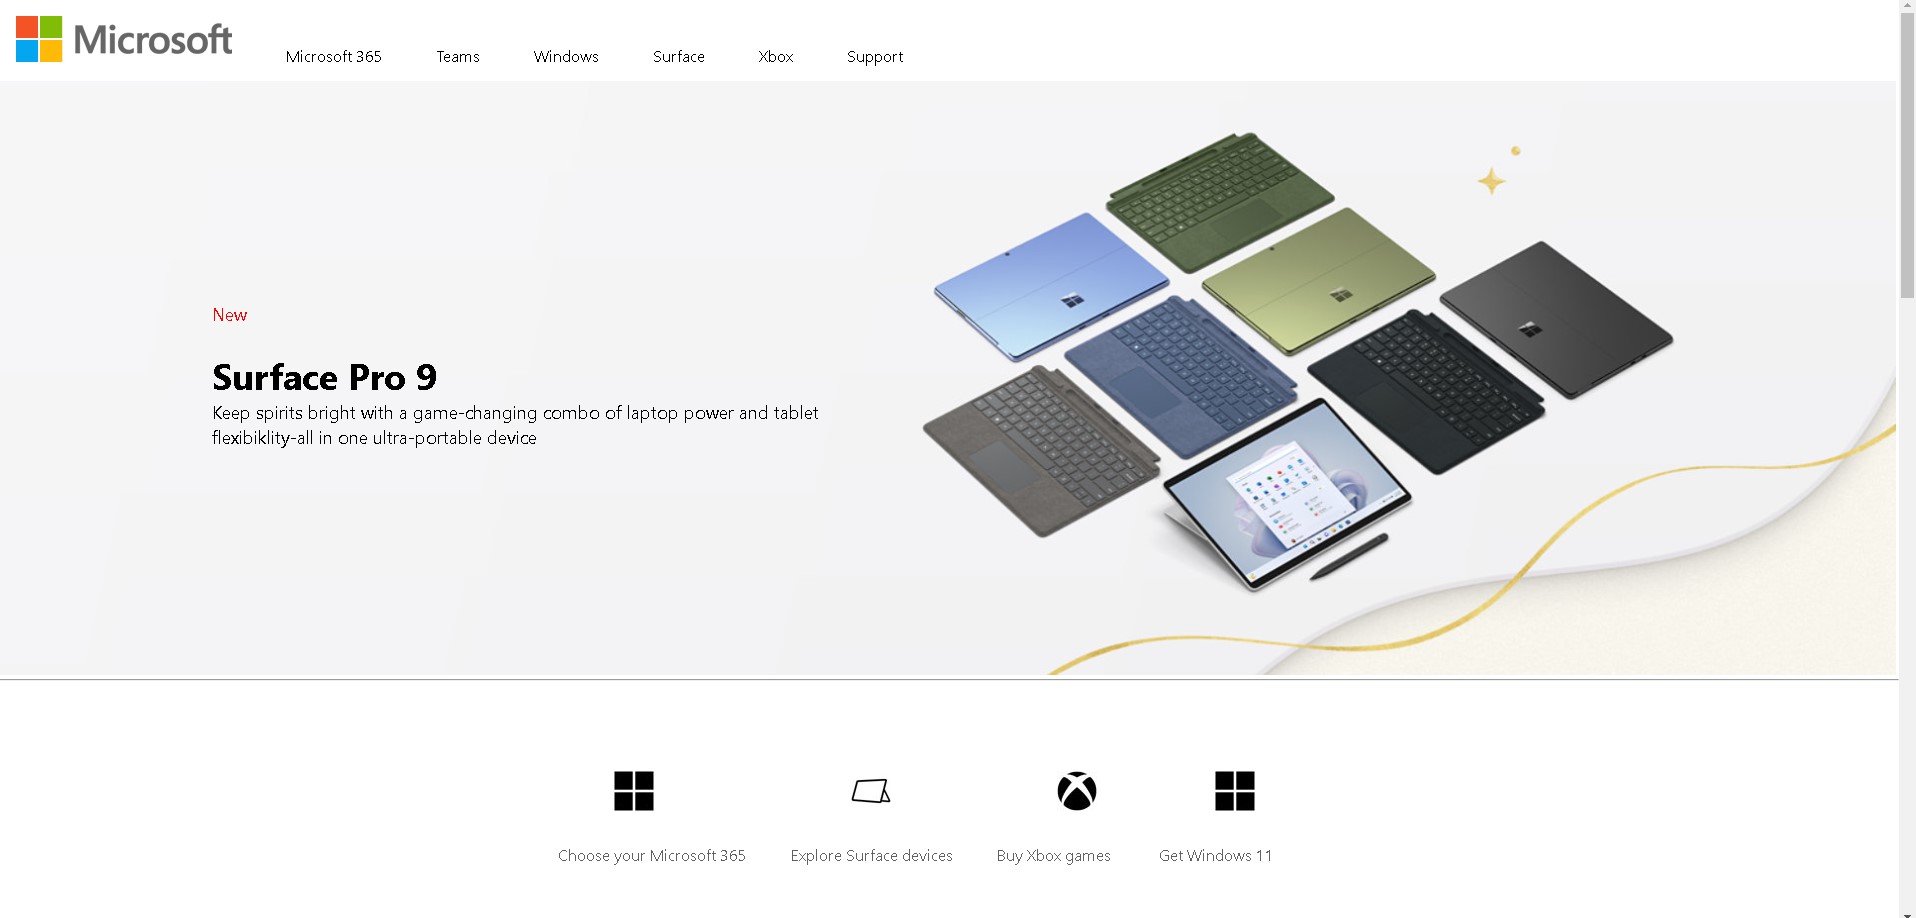 Microsoft
Microsoft 365 Teams Windows Surface Xbox Support
New
Surface Pro 9
Keep spirits bright with a game-changing combo of laptop power and tablet
flexibiklity-all in one ultra-portable device
Choose your Microsoft 365 Explore Surface devices Buy Xbox games Get Windows 11